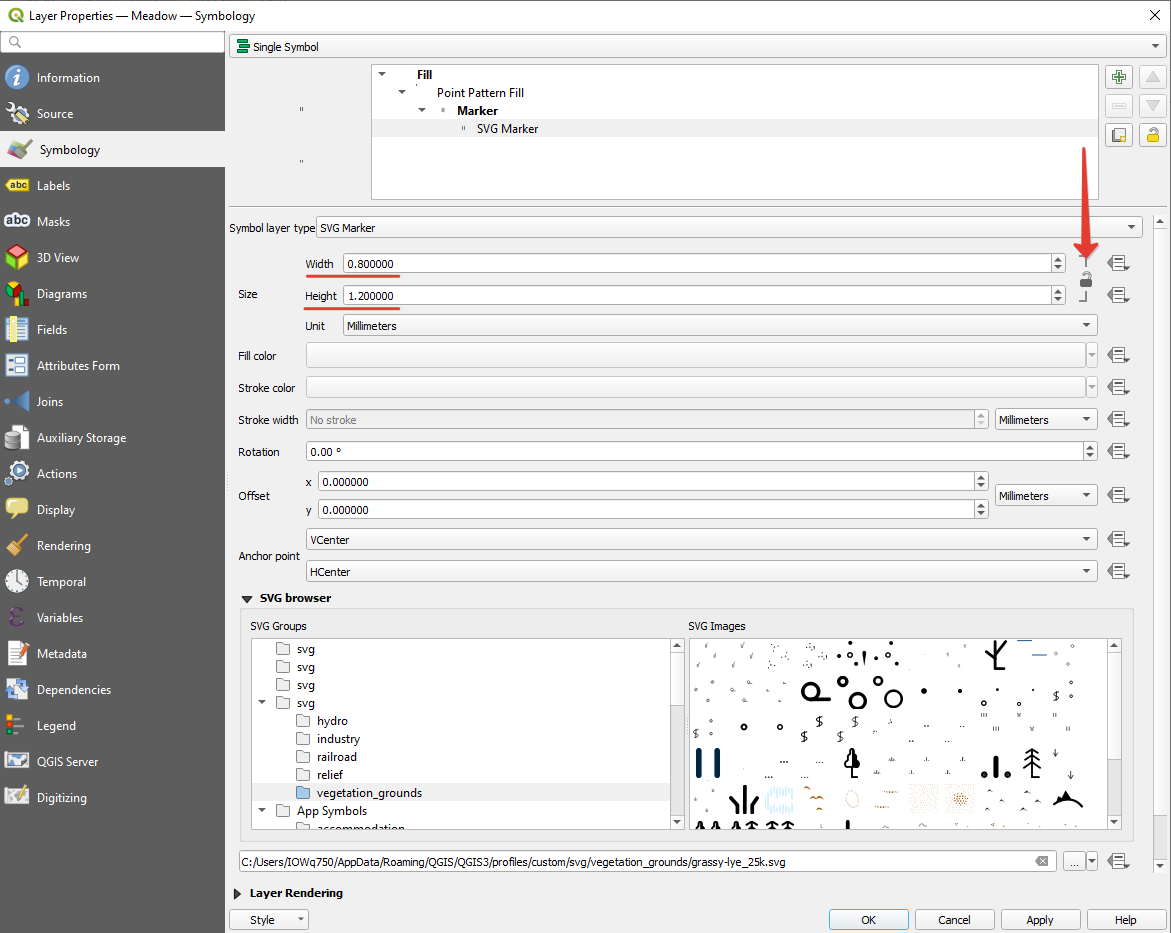 Layer Properties — Meadow — Symbology
Single Symbol
Information
Source
Symbology
Labels
Masks
3D View
Diagrams
Fields
Attributes Form
Joins
Auxiliary Storage
Actions
Display
Rendering
Temporal
Variables
Metadata
Dependencies
Legend
QGIS Server
Digitizing
Fill
Point Pattern Fill
Marker
SVG Marker
Symbol layer type SVG Marker
Size
Width 0.800000
Height 1.200000
Unit Millimeters
Fill color
Stroke color
Stroke width No stroke Millimeters
Rotation 0.00 °
Offset
x 0.000000
y 0.000000
Millimeters
Anchor point
VCenter
HCenter
SVG browser
SVG Groups
svg
svg
svg
svg
hydro
industry
railroad
relief
vegetation_grounds
App Symbols
accommodation
SVG Images
C:/Users/IOWq750/AppData/Roaming/QGIS/QGIS3/profiles/custom/svg/vegetation_grounds/grassy-lye_25k.svg
...
Layer Rendering
Style OK Cancel Apply Help